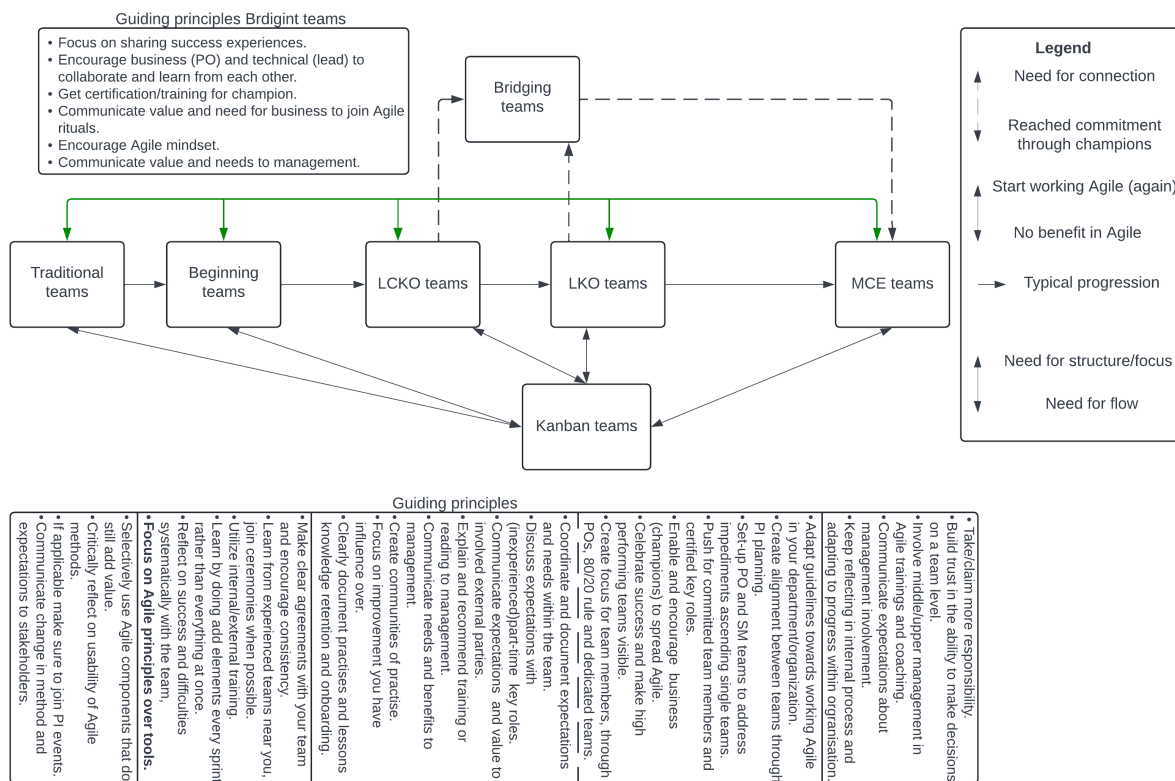 Guiding principles Brdigint teams
• Focus on sharing success experiences.
• Encourage business (PO) and technical (lead) to
collaborate and learn from each other.
• Get certification/training for champion.
• Communicate value and need for business to join Agile
rituals.
• Encourage Agile mindset.
• Communicate value and needs to management.
Bridging
teams
Legend
Need for connection
Reached commitment
through champions
Start working Agile (again)
No benefit in Agile
Typical progression
Need for structure/focus
Need for flow
Traditional
teams
Beginning
teams
LCKO teams
LKO teams
MCE teams
Kanban teams
Guiding principles
• Selectively use Agile components that do
still add value.
• Critically reflect on usability of Agile
methods.
• If applicable make sure to join PI events.
• Communicate change in method and
expectations to stakeholders.
• Make clear agreements with your team
and encourage consistency.
• Learn from experienced teams near you,
join ceremonies when possible.
• Utilize internal/external training.
• Learn by doing add elements every sprint
rather than everything at once.
• Reflect on success and difficulties
systematically with the team,
• Focus on Agile principles over tools.
• Coordinate and document expectations
and needs within the team.
• Discuss expectations with
(inexperienced)part-time key roles.
• Communicate expectations and value to
involved external parties.
• Explain and recommend training or
reading to management.
• Communicate needs and benefits to
management.
• Create communities of practise.
• Focus on improvement you have
influence over.
• Clearly document practises and lessons
knowledge retention and onboarding.
• Adapt guidelines towards working Agile
in your department/organization.
• Create alignment between teams through
PI planning.
• Set-up PO and SM teams to address
impediments ascending single teams.
• Push for committed team members and
certified key roles.
• Enable and encourage business
(champions) to spread Agile.
• Celebrate success and make high
performing teams visible.
• Create focus for team members, through
POs, 80/20 rule and dedicated teams.
• Take/claim more responsibility.
• Build trust in the ability to make decisions
on a team level.
• Involve middle/upper management in
Agile trainings and coaching.
• Communicate expectations about
management involvement.
• Keep reflecting in internal process and
adapting to progress within orgranisation.